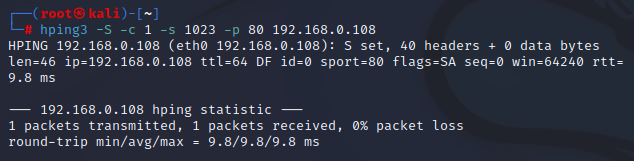 ┌──(root㉿kali)-[~]
└─# hping3 -S -c 1 -s 1023 -p 80 192.168.0.108
HPING 192.168.0.108 (eth0 192.168.0.108): S set, 40 headers + 0 data bytes
len=46 ip=192.168.0.108 ttl=64 DF id=0 sport=80 flags=SA seq=0 win=64240 rtt=
9.8 ms

--- 192.168.0.108 hping statistic ---
1 packets transmitted, 1 packets received, 0% packet loss
round-trip min/avg/max = 9.8/9.8/9.8 ms